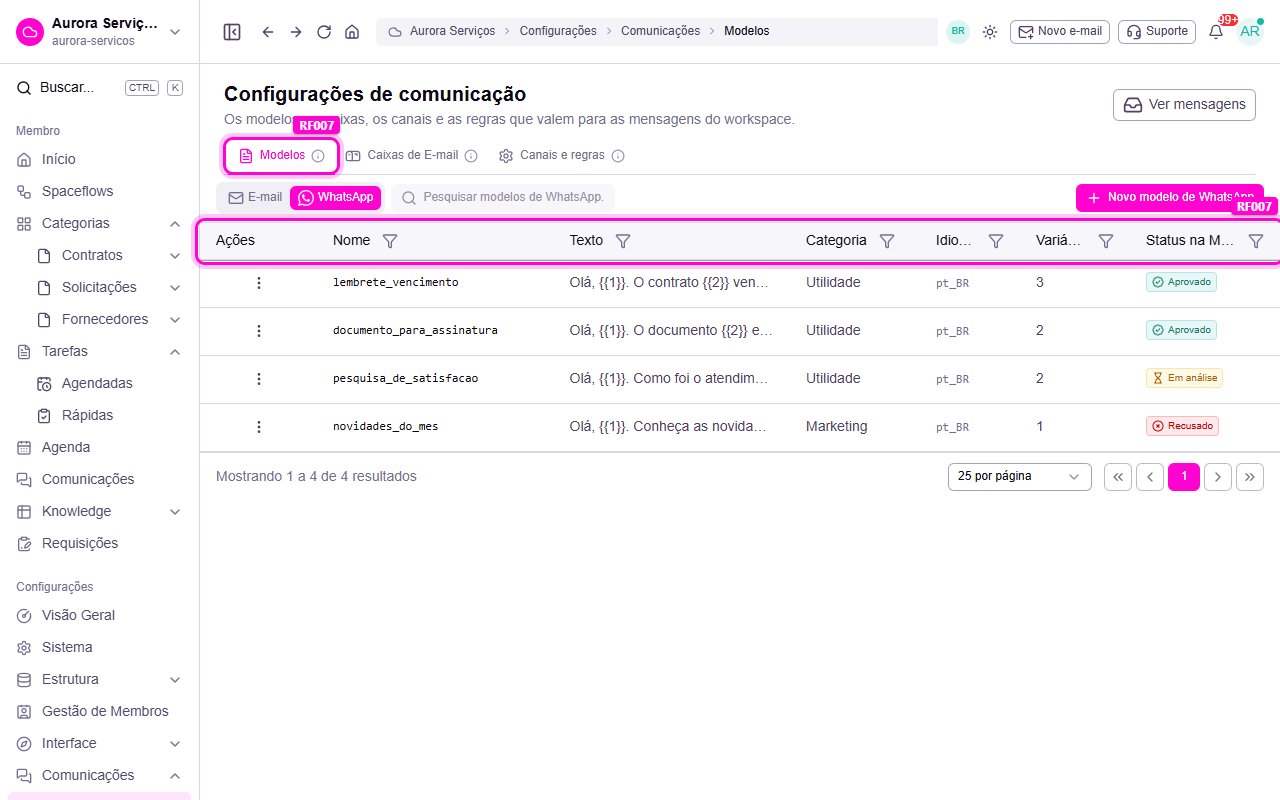 Aurora Serviç...
aurora-servicos
Aurora Serviços > Configurações > Comunicações > Modelos
BR
Novo e-mail
Suporte
99+
AR
Buscar...
CTRL K
Membro
Início
Spaceflows
Categorias
Contratos
Solicitações
Fornecedores
Tarefas
Agendadas
Rápidas
Agenda
Comunicações
Knowledge
Requisições
Configurações
Visão Geral
Sistema
Estrutura
Gestão de Membros
Interface
Comunicações
Configurações de comunicação
Os modelos, ixas, os canais e as regras que valem para as mensagens do workspace.
Ver mensagens
RF007
Modelos
Caixas de E-mail
Canais e regras
E-mail
WhatsApp
Pesquisar modelos de WhatsApp.
+ Novo modelo de WhatsApp
RF007
Ações Nome Texto Categoria Idio... Variá... Status na M...
lembrete_vencimento Olá, {{1}}. O contrato {{2}} ven... Utilidade pt_BR 3 Aprovado
documento_para_assinatura Olá, {{1}}. O documento {{2}} e... Utilidade pt_BR 2 Aprovado
pesquisa_de_satisfacao Olá, {{1}}. Como foi o atendim... Utilidade pt_BR 2 Em análise
novidades_do_mes Olá, {{1}}. Conheça as novida... Marketing pt_BR 1 Recusado
Mostrando 1 a 4 de 4 resultados
25 por página
1